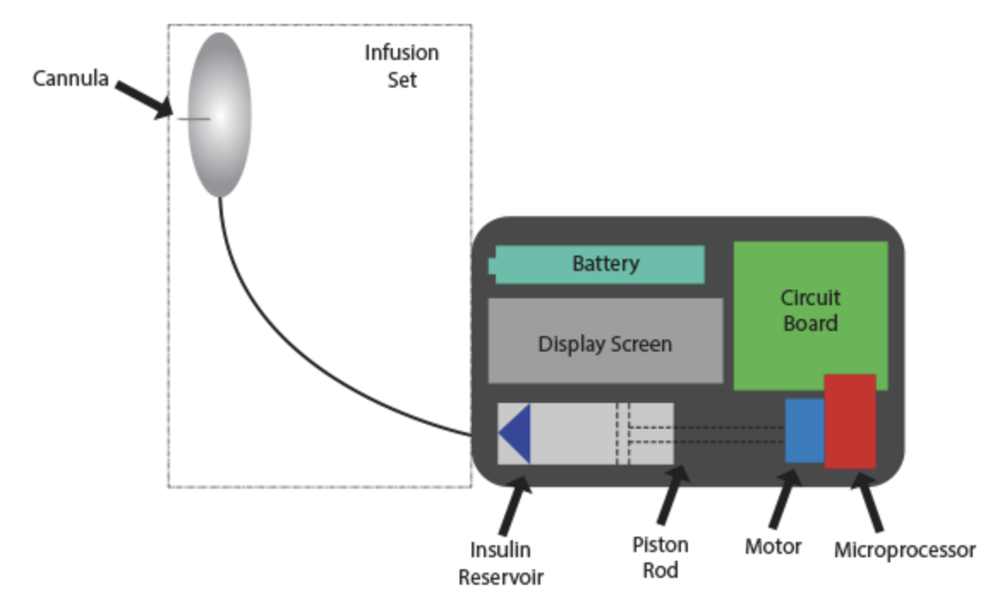 Infusion
Set
Cannula
Battery
Circuit
Board
Display Screen
Insulin
Reservoir
Piston
Rod
Motor
Microprocessor